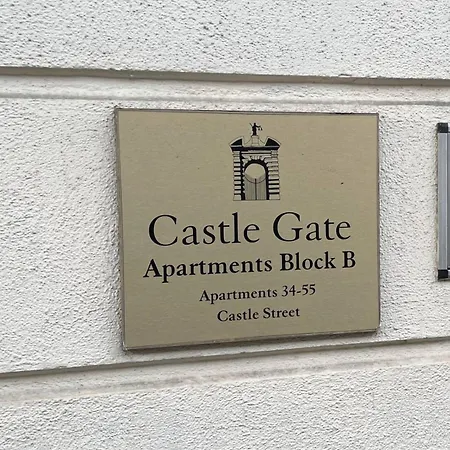 Castle Gate
Apartments Block B
Apartments 34-55
Castle Street